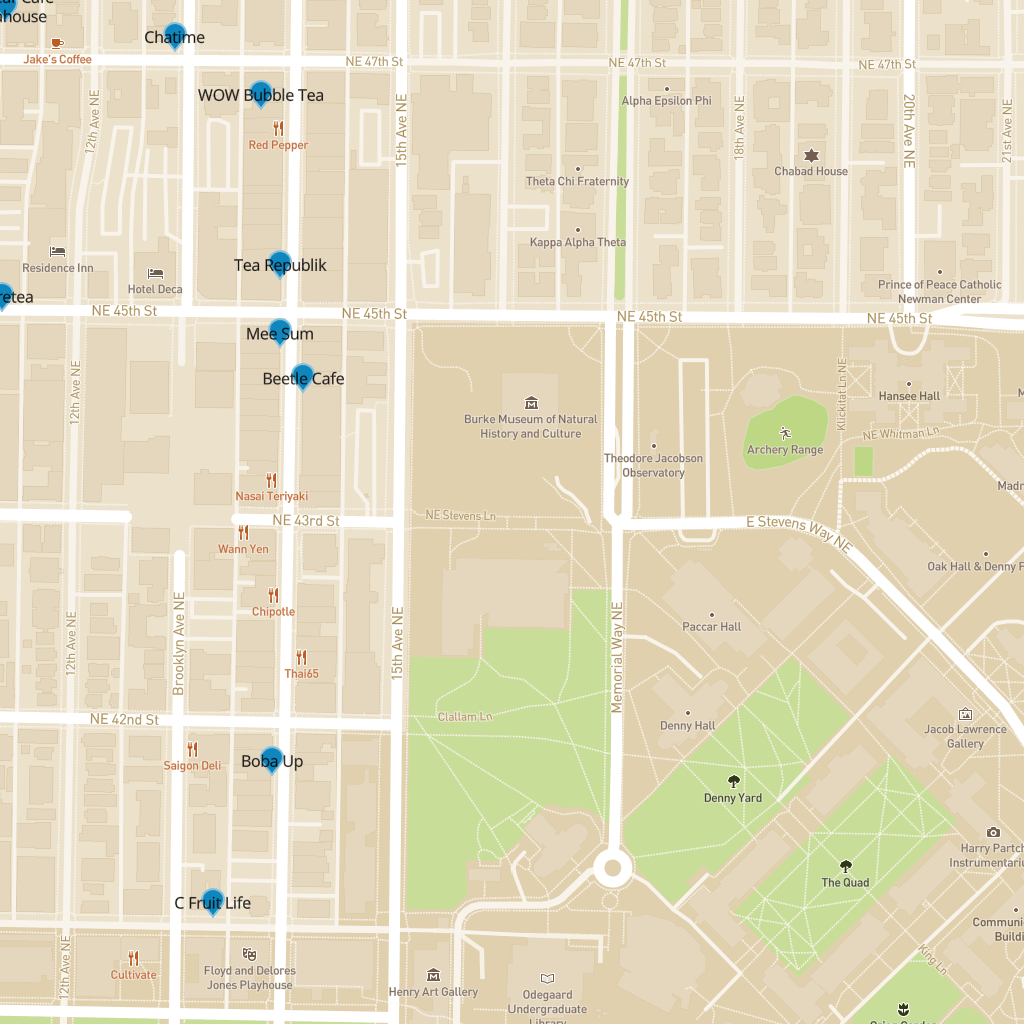 Cafe
house
Chatime
Jake's Coffee
NE 47th St
NE 47th St
NE 47th St
WOW Bubble Tea
Red Pepper
12th Ave NE
15th Ave NE
Alpha Epsilon Phi
18th Ave NE
20th Ave NE
21st Ave NE
Chabad House
Theta Chi Fraternity
Kappa Alpha Theta
Residence Inn
Hotel Deca
Tea Republik
Prince of Peace Catholic
Newman Center
retea
NE 45th St
NE 45th St
NE 45th St
NE 45th St
Mee Sum
Beetle Cafe
12th Ave NE
Burke Museum of Natural
History and Culture
Theodore Jacobson
Observatory
Archery Range
Klickitat Ln NE
Hansee Hall
NE Whitman Ln
M
Madr
Nasai Teriyaki
NE 43rd St
NE Stevens Ln
E Stevens Way NE
Wann Yen
Oak Hall & Denny F
Chipotle
Brooklyn Ave NE
12th Ave NE
15th Ave NE
Memorial Way NE
Paccar Hall
Thai65
NE 42nd St
Clallam Ln
Denny Hall
Jacob Lawrence
Gallery
Saigon Deli
Boba Up
Denny Yard
Harry Partch
Instrumentariu
The Quad
C Fruit Life
Communi
Buildi
12th Ave NE
Cultivate
Floyd and Delores
Jones Playhouse
Henry Art Gallery
Odegaard
Undergraduate
Library
King Ln